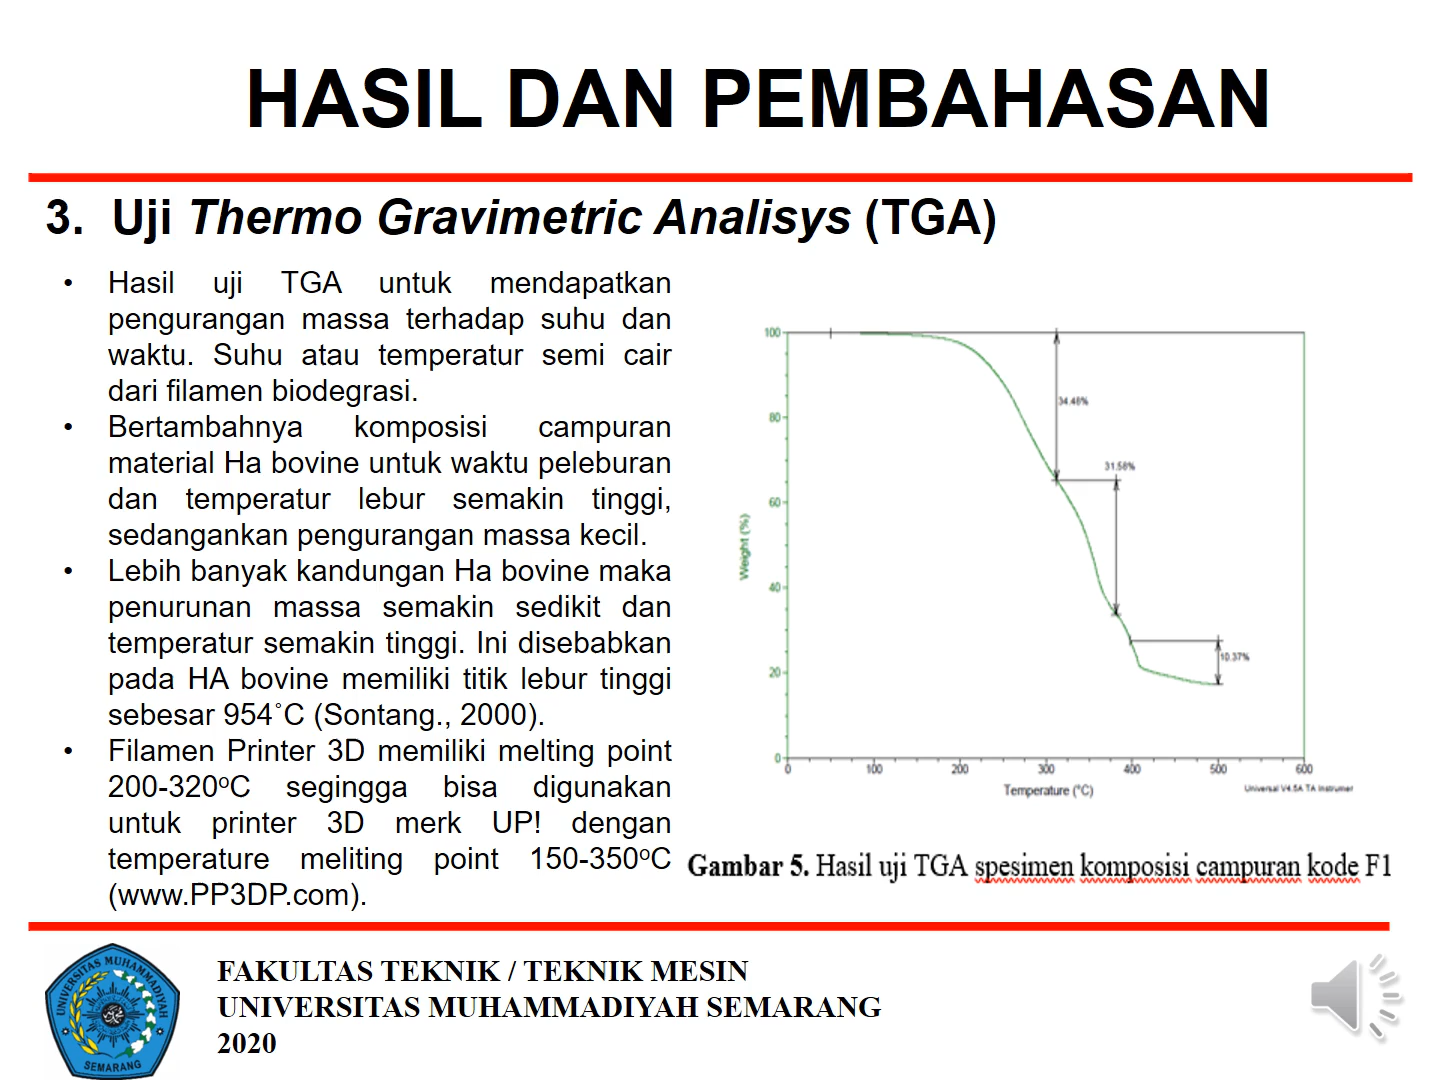 HASIL DAN PEMBAHASAN
3. Uji Thermo Gravimetric Analisys (TGA)
• Hasil uji TGA untuk mendapatkan
pengurangan massa terhadap suhu dan
waktu. Suhu atau temperatur semi cair
dari filamen biodegrasi.
• Bertambahnya komposisi campuran
material Ha bovine untuk waktu peleburan
dan temperatur lebur semakin tinggi,
sedangankan pengurangan massa kecil.
• Lebih banyak kandungan Ha bovine maka
penurunan massa semakin sedikit dan
temperatur semakin tinggi. Ini disebabkan
pada HA bovine memiliki titik lebur tinggi
sebesar 954˚C (Sontang., 2000).
• Filamen Printer 3D memiliki melting point
200-320ºC segingga bisa digunakan
untuk printer 3D merk UP! dengan
temperature meliting point 150-350ºC
(www.PP3DP.com).
100
80
60
40
20
0
Weight (%)
34.48%
31.58%
10.37%
0 100 200 300 400 500 600
Temperature (°C)
Universal V4.5A TA Instrumer
Gambar 5. Hasil uji TGA spesimen komposisi campuran kode F1
UNIVERSITAS MUHAMMADIYAH
SEMARANG
FAKULTAS TEKNIK / TEKNIK MESIN
UNIVERSITAS MUHAMMADIYAH SEMARANG
2020